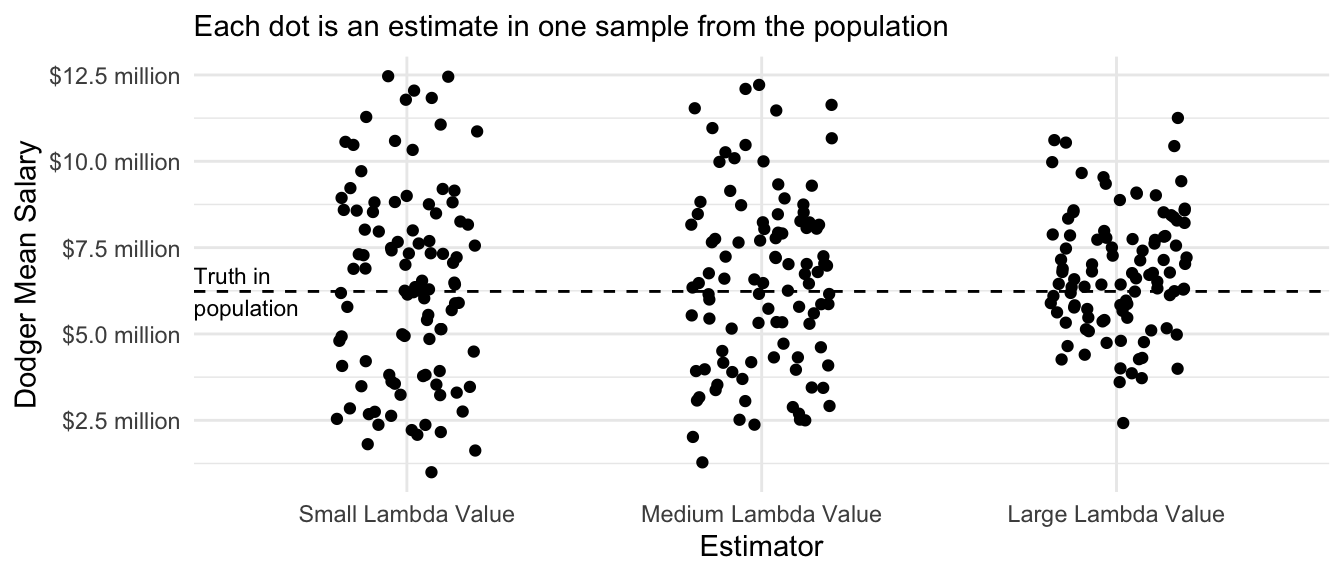 Each dot is an estimate in one sample from the population
$12.5 million
$10.0 million
$7.5 million
$5.0 million
$2.5 million
Dodger Mean Salary
Truth in
population
Small Lambda Value
Medium Lambda Value
Large Lambda Value
Estimator